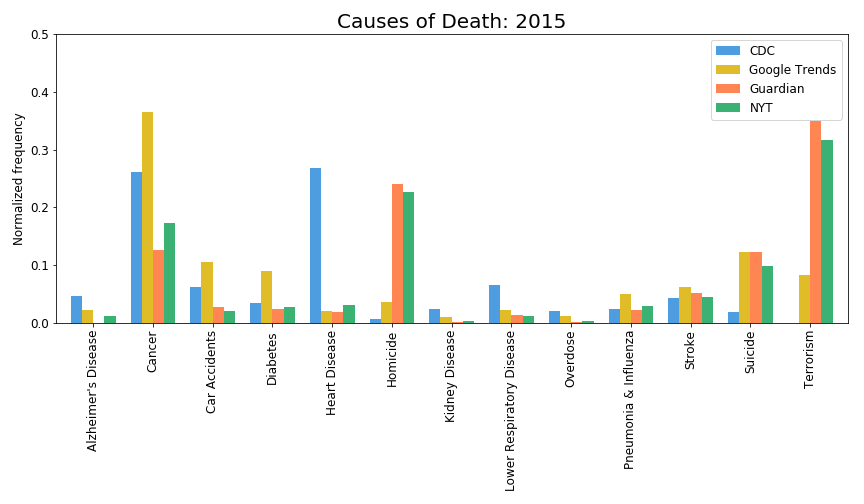 Causes of Death: 2015
0.5
0.4
0.3
0.2
0.1
0.0
Normalized frequency
CDC
Google Trends
Guardian
NYT
Alzheimer's Disease
Cancer
Car Accidents
Diabetes
Heart Disease
Homicide
Kidney Disease
Lower Respiratory Disease
Overdose
Pneumonia & Influenza
Stroke
Suicide
Terrorism